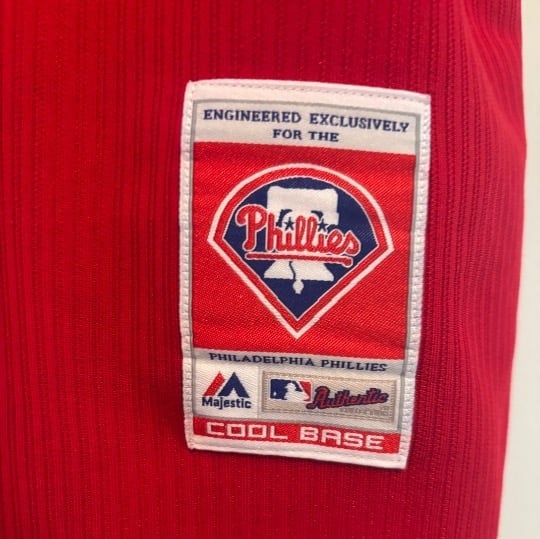 ENGINEERED EXCLUSIVELY
FOR THE
Phillies
PHILADELPHIA PHILLIES
Majestic
Authentic
COOL BASE